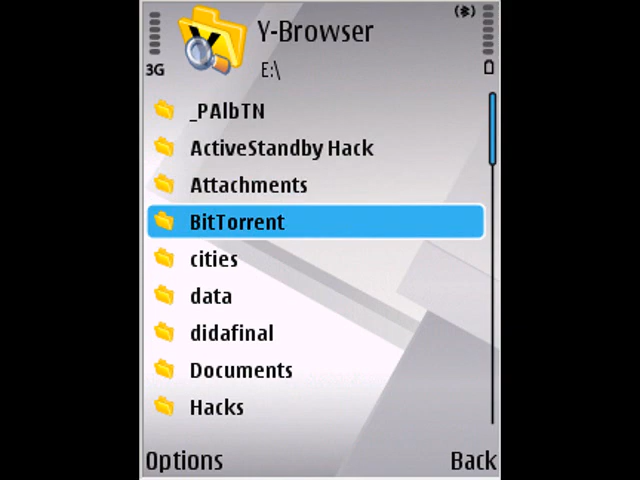 Y-Browser
3G
E:\
_PAlbTN
ActiveStandby Hack
Attachments
BitTorrent
cities
data
didafinal
Documents
Hacks
Options Back